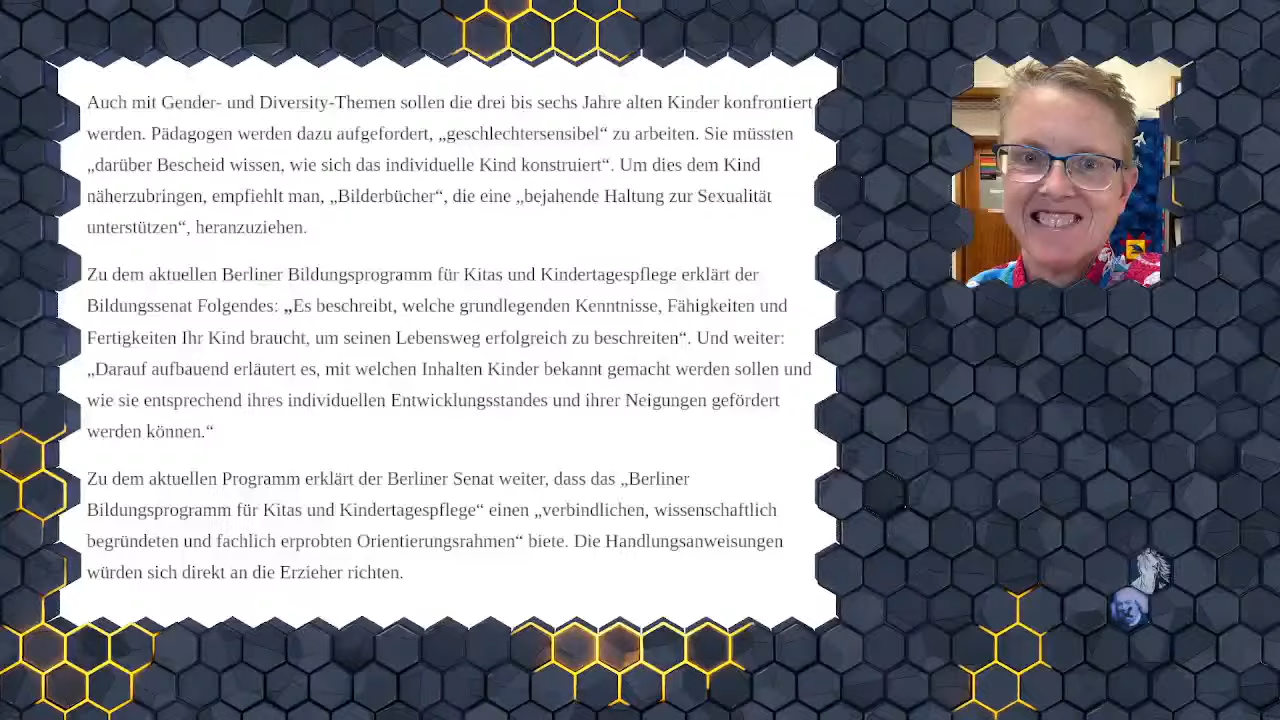 Auch mit Gender- und Diversity-Themen sollen die drei bis sechs Jahre alten Kinder konfrontiert
werden. Pädagogen werden dazu aufgefordert, „geschlechtersensibel“ zu arbeiten. Sie müssten
„darüber Bescheid wissen, wie sich das individuelle Kind konstruiert“. Um dies dem Kind
näherzubringen, empfiehlt man, „Bilderbücher“, die eine „bejahende Haltung zur Sexualität
unterstützen“, heranzuziehen.
Zu dem aktuellen Berliner Bildungsprogramm für Kitas und Kindertagespflege erklärt der
Bildungssenat Folgendes: „Es beschreibt, welche grundlegenden Kenntnisse, Fähigkeiten und
Fertigkeiten Ihr Kind braucht, um seinen Lebensweg erfolgreich zu beschreiten“. Und weiter:
„Darauf aufbauend erläutert es, mit welchen Inhalten Kinder bekannt gemacht werden sollen und
wie sie entsprechend ihres individuellen Entwicklungsstandes und ihrer Neigungen gefördert
werden können.“
Zu dem aktuellen Programm erklärt der Berliner Senat weiter, dass das „Berliner
Bildungsprogramm für Kitas und Kindertagespflege“ einen „verbindlichen, wissenschaftlich
begründeten und fachlich erprobten Orientierungsrahmen“ biete. Die Handlungsanweisungen
würden sich direkt an die Erzieher richten.